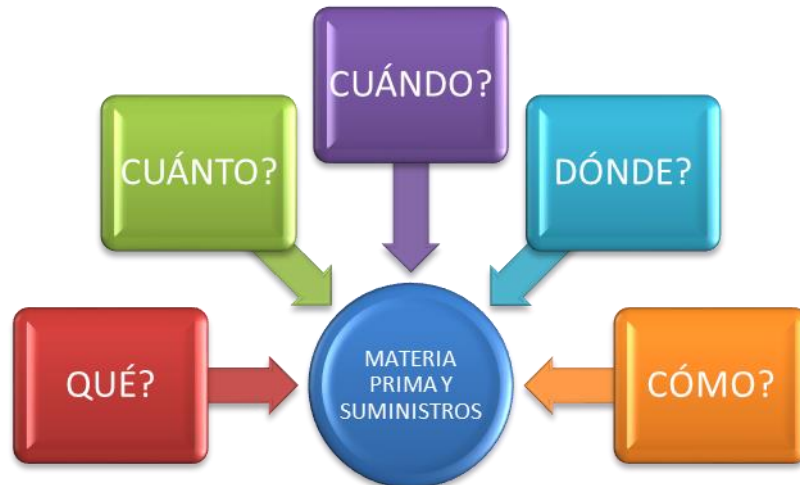 CUÁNDO?
CUÁNTO?
DÓNDE?
QUÉ?
MATERIA
PRIMA Y
SUMINISTROS
CÓMO?